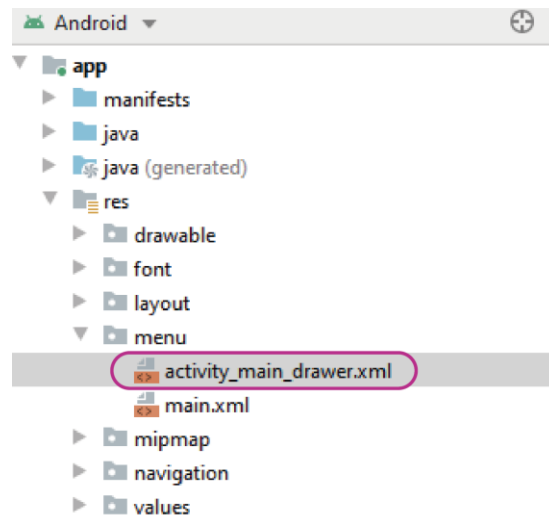 Android
app
manifests
java
java (generated)
res
drawable
font
layout
menu
activity_main_drawer.xml
main.xml
mipmap
navigation
values